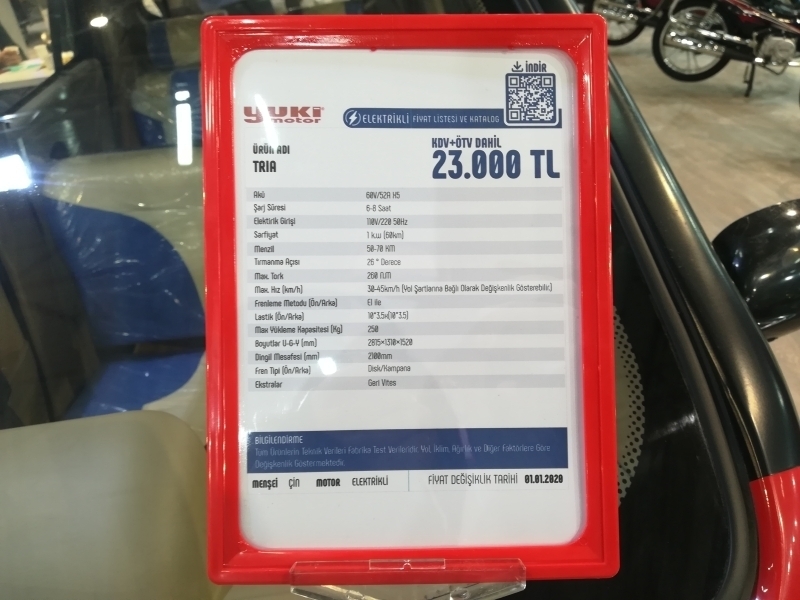 İNDİR
YUKI motor
ELEKTRİKLİ FİYAT LİSTESİ VE KATALOG
ÜRÜN ADI
TRIA
KDV+ÖTV DAHİL
23.000 TL
Akü 60V/52A X5
Şarj Süresi 6-8 Saat
Elektirik Girişi 110V/220 50Hz
Sarfiyat 1 k.w (60km)
Menzil 50-70 KM
Tırmanma Açısı 26 ° Derece
Max. Tork 260 N.M
Max. Hız (km/h) 30-45km/h (Yol Şartlarına Bağlı Olarak Değişkenlik Gösterebilir.)
Frenleme Metodu (Ön/Arka) El ile
Lastik (Ön/Arka) 10*3.5»(10*3.5)
Max Yükleme Kapasitesi (Kg) 250
Boyutlar U-G-Y (mm) 2815×1310×1520
Dingil Mesafesi (mm) 2100mm
Fren Tipi (Ön/Arka) Disk/Kampana
Ekstralar Geri Vites
BİLGİLENDİRME
Tüm Ürünlerin Teknik Verileri Fabrika Test Verileridir. Yol, İklim, Ağırlık ve Diğer Faktörlere Göre
Değişkenlik Göstermektedir.
MENŞEİ ÇİN MOTOR ELEKTRİKLİ FİYAT DEĞİŞİKLİK TARİHİ 01.01.2020